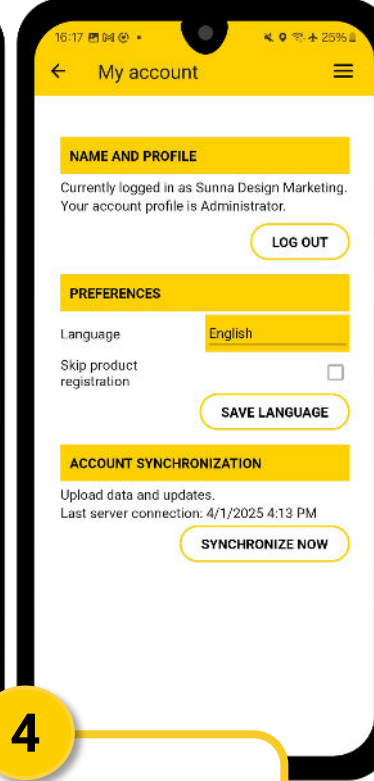 16:17 25%
My account
NAME AND PROFILE
Currently logged in as Sunna Design Marketing.
Your account profile is Administrator.
LOG OUT
PREFERENCES
Language English
Skip product
registration
SAVE LANGUAGE
ACCOUNT SYNCHRONIZATION
Upload data and updates.
Last server connection: 4/1/2025 4:13 PM
SYNCHRONIZE NOW
4